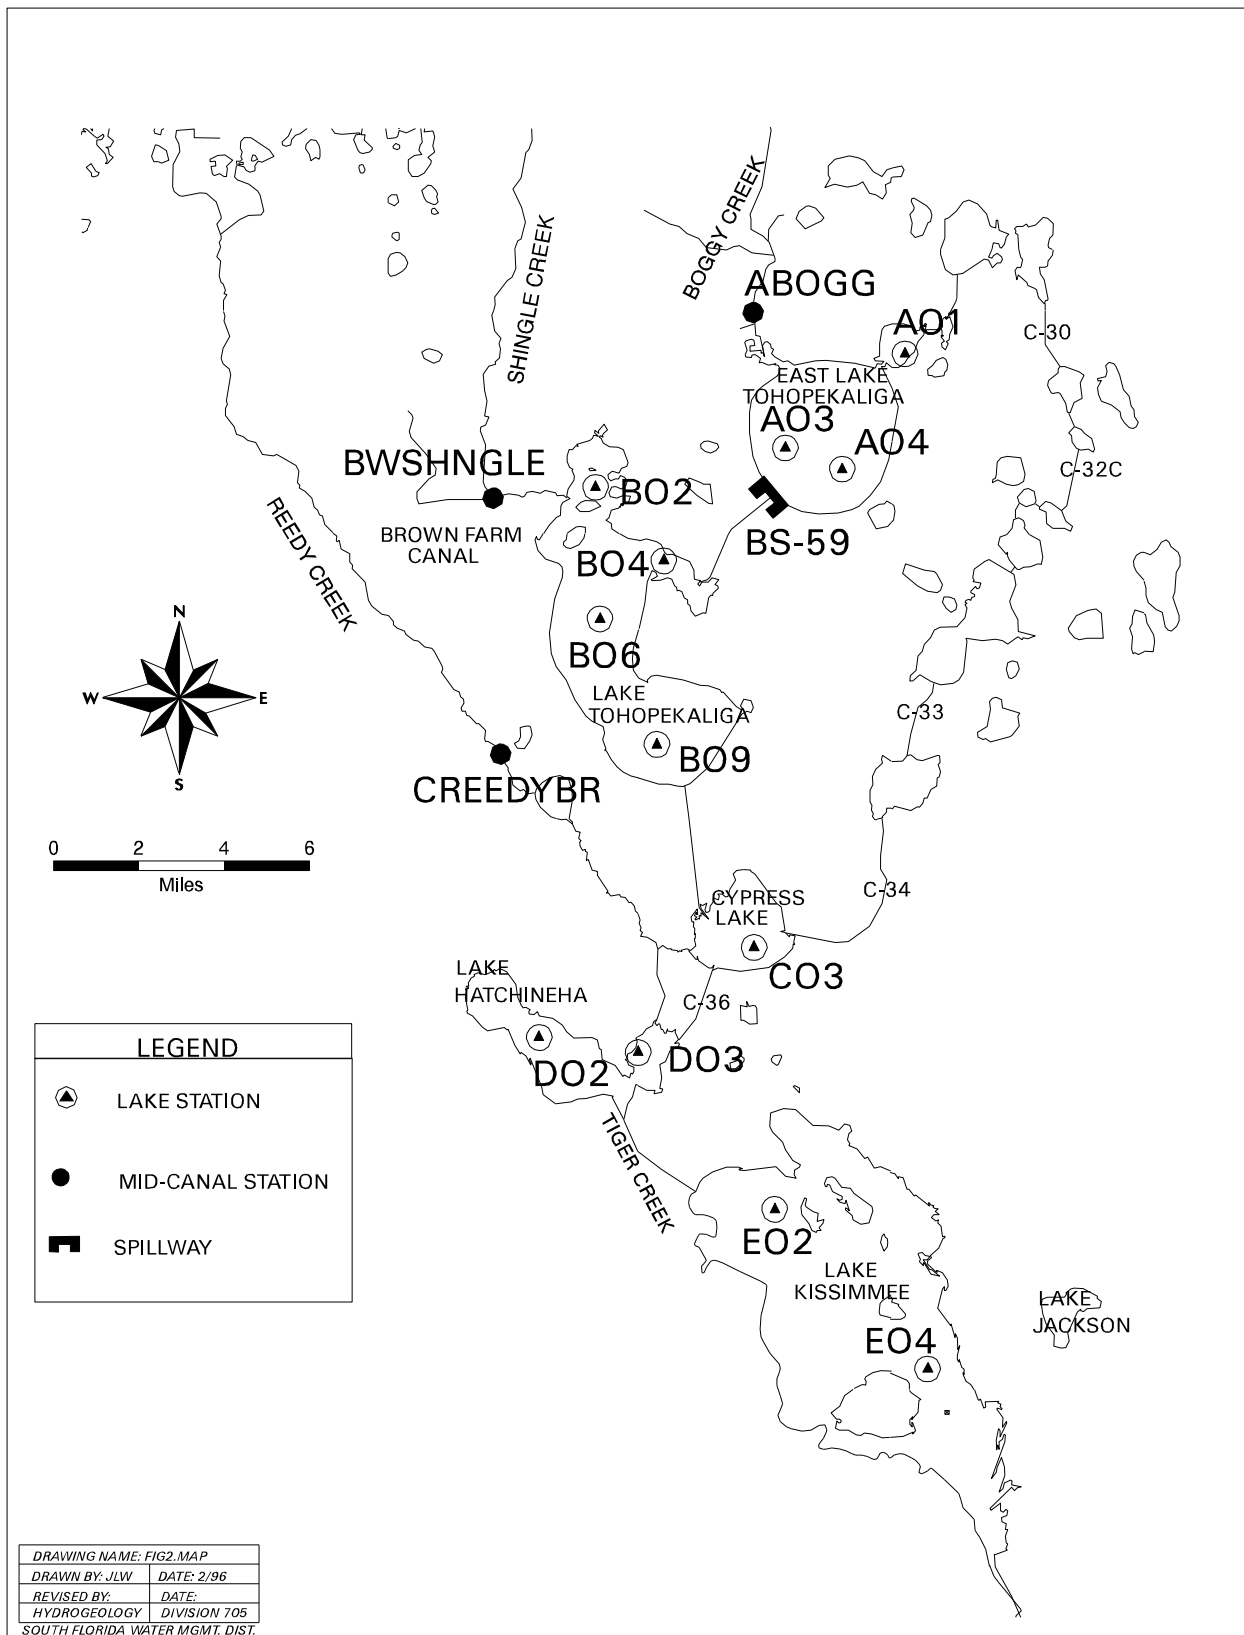 BOGGY CREEK
SHINGLE CREEK
ABOGG
AO1
C-30
EAST LAKE
TOHOPEKALIGA
AO3
AO4
BWSHNGLE
C-32C
BO2
REEDY CREEK
BROWN FARM
CANAL
BS-59
BO4
N
W
E
S
BO6
LAKE
TOHOPEKALIGA
C-33
BO9
CREEDYBR
0 2 4 6
Miles
C-34
CYPRESS
LAKE
LAKE
HATCHINEHA
CO3
C-36
LEGEND
LAKE STATION
MID-CANAL STATION
SPILLWAY
DO2
DO3
TIGER CREEK
EO2
LAKE
KISSIMMEE
LAKE
JACKSON
EO4
DRAWING NAME: FIG2.MAP
DRAWN BY: JLW DATE: 2/96
REVISED BY: DATE:
HYDROGEOLOGY DIVISION 705
SOUTH FLORIDA WATER MGMT. DIST.